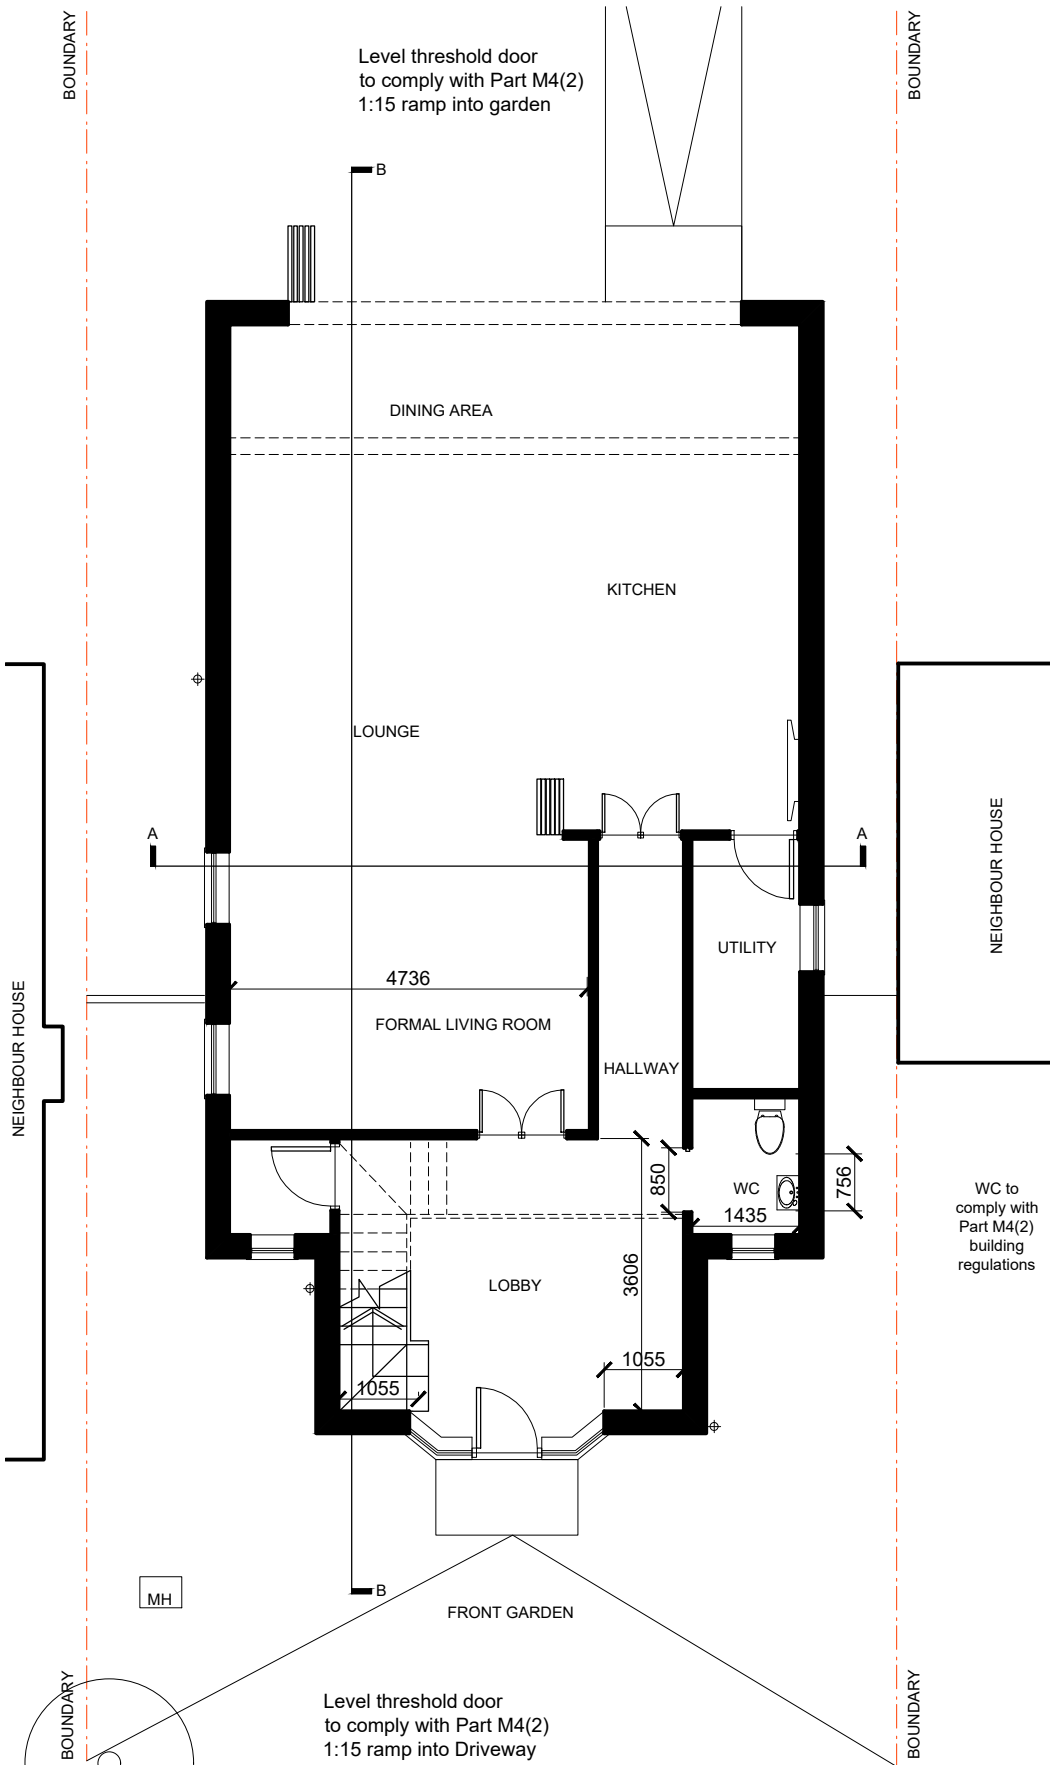 BOUNDARY
BOUNDARY
Level threshold door
to comply with Part M4(2)
1:15 ramp into garden
B
DINING AREA
KITCHEN
LOUNGE
A
A
NEIGHBOUR HOUSE
NEIGHBOUR HOUSE
UTILITY
4736
FORMAL LIVING ROOM
HALLWAY
850
WC
756
1435
WC to
comply with
Part M4(2)
building
regulations
3606
LOBBY
1055
1055
B
MH
FRONT GARDEN
BOUNDARY
BOUNDARY
Level threshold door
to comply with Part M4(2)
1:15 ramp into Driveway